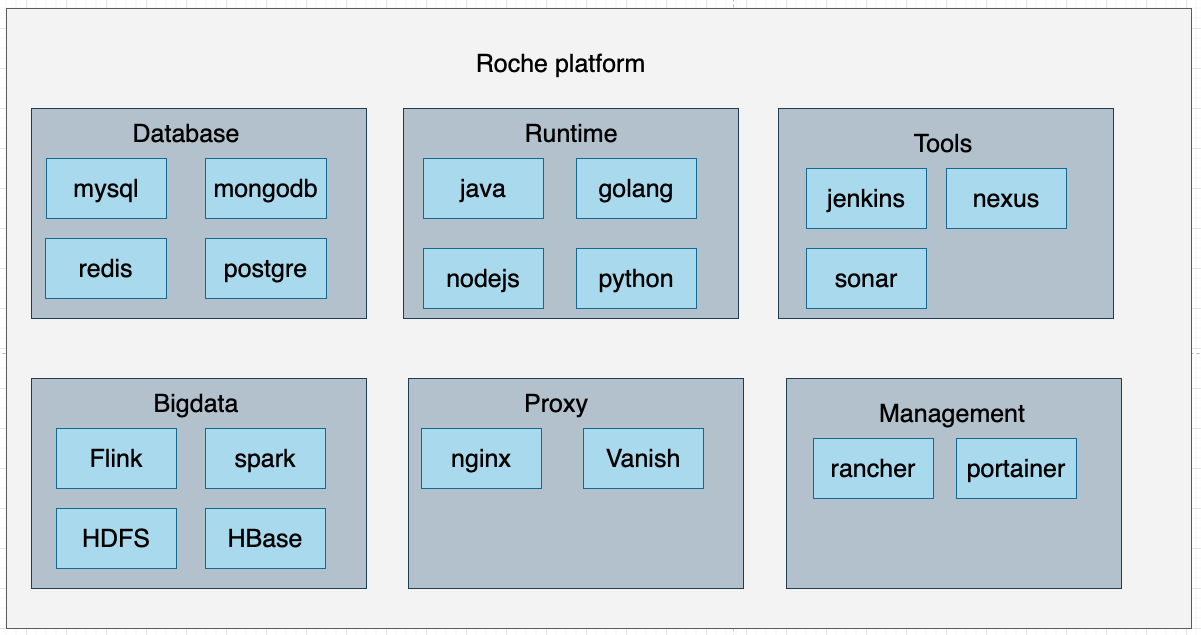 Roche platform
Database
mysql
mongodb
redis
postgre
Runtime
java
golang
nodejs
python
Tools
jenkins
nexus
sonar
Bigdata
Flink
spark
HDFS
HBase
Proxy
nginx
Vanish
Management
rancher
portainer